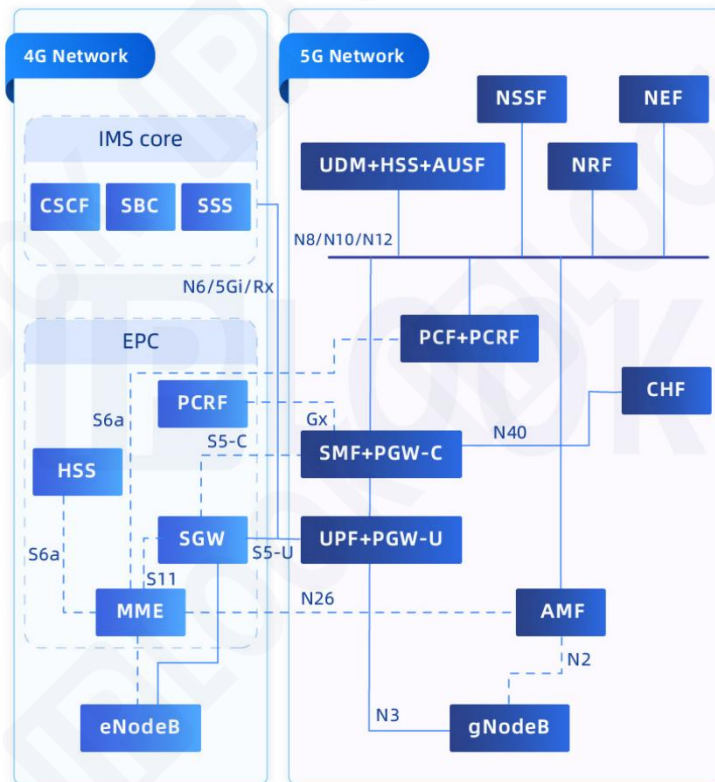 4G Network
5G Network
NSSF
NEF
IMS core
UDM+HSS+AUSF
NRF
CSCF
SBC
SSS
N8/N10/N12
N6/5Gi/Rx
EPC
PCF+PCRF
PCRF
CHF
S6a
Gx
N40
S5-C
SMF+PGW-C
HSS
SGW
S5-U
UPF+PGW-U
S6a
S11
MME
N26
AMF
N2
eNodeB
N3
gNodeB